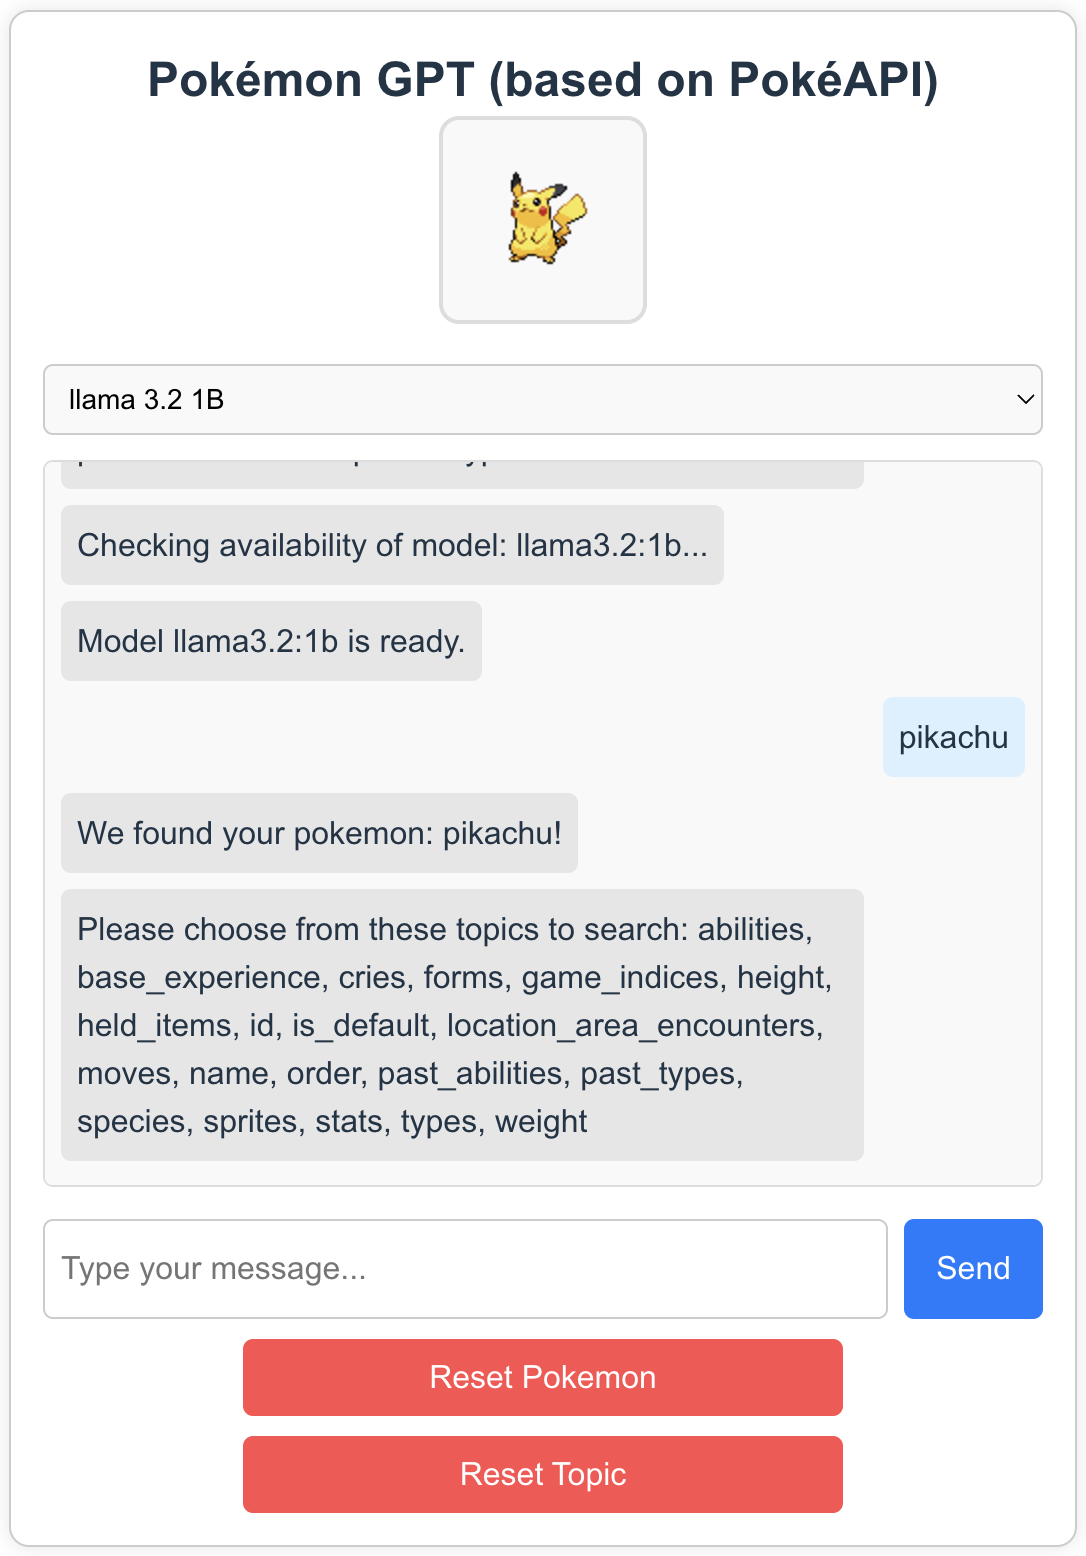 Pokémon GPT (based on PokéAPI)
llama 3.2 1B
Checking availability of model: llama3.2:1b...
Model llama3.2:1b is ready.
pikachu
We found your pokemon: pikachu!
Please choose from these topics to search: abilities,
base_experience, cries, forms, game_indices, height,
held_items, id, is_default, location_area_encounters,
moves, name, order, past_abilities, past_types,
species, sprites, stats, types, weight
Type your message...
Send
Reset Pokemon
Reset Topic